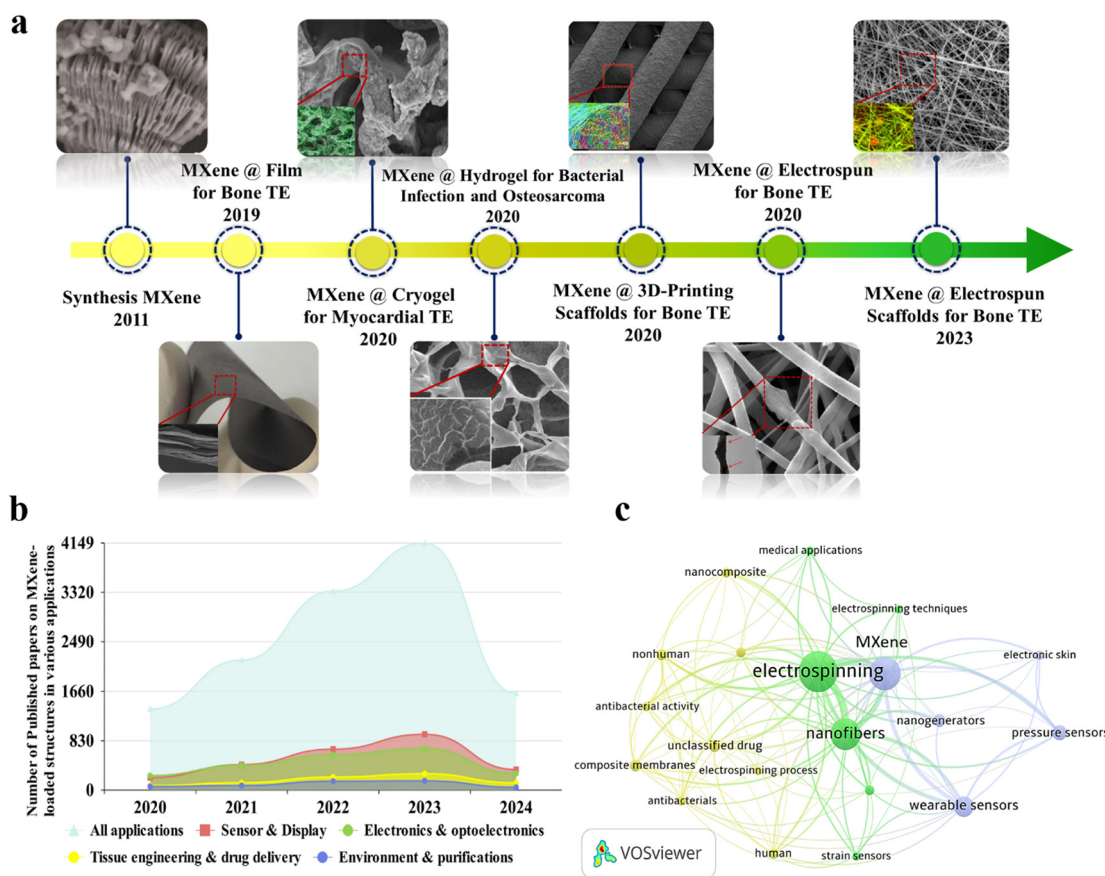 a
MXene @ Film
for Bone TE
2019
MXene @ Hydrogel for Bacterial
Infection and Osteosarcoma
2020
MXene @ Electrospun
for Bone TE
2020
Synthesis MXene
2011
MXene @ Cryogel
for Myocardial TE
2020
MXene @ 3D-Printing
Scaffolds for Bone TE
2020
MXene @ Electrospun
Scaffolds for Bone TE
2023
b
Number of Published papers on MXene-
loaded structures in various applications
4149
3320
2490
1660
830
0
2020 2021 2022 2023 2024
All applications Sensor & Display Electronics & optoelectronics
Tissue engineering & drug delivery Environment & purifications
c
medical applications
nanocomposite
electrospinning techniques
MXene
nonhuman
electronic skin
electrospinning
antibacterial activity
nanogenerators
nanofibers
pressure sensors
unclassified drug
composite membranes
electrospinning process
antibacterials
wearable sensors
human
strain sensors
VOSviewer